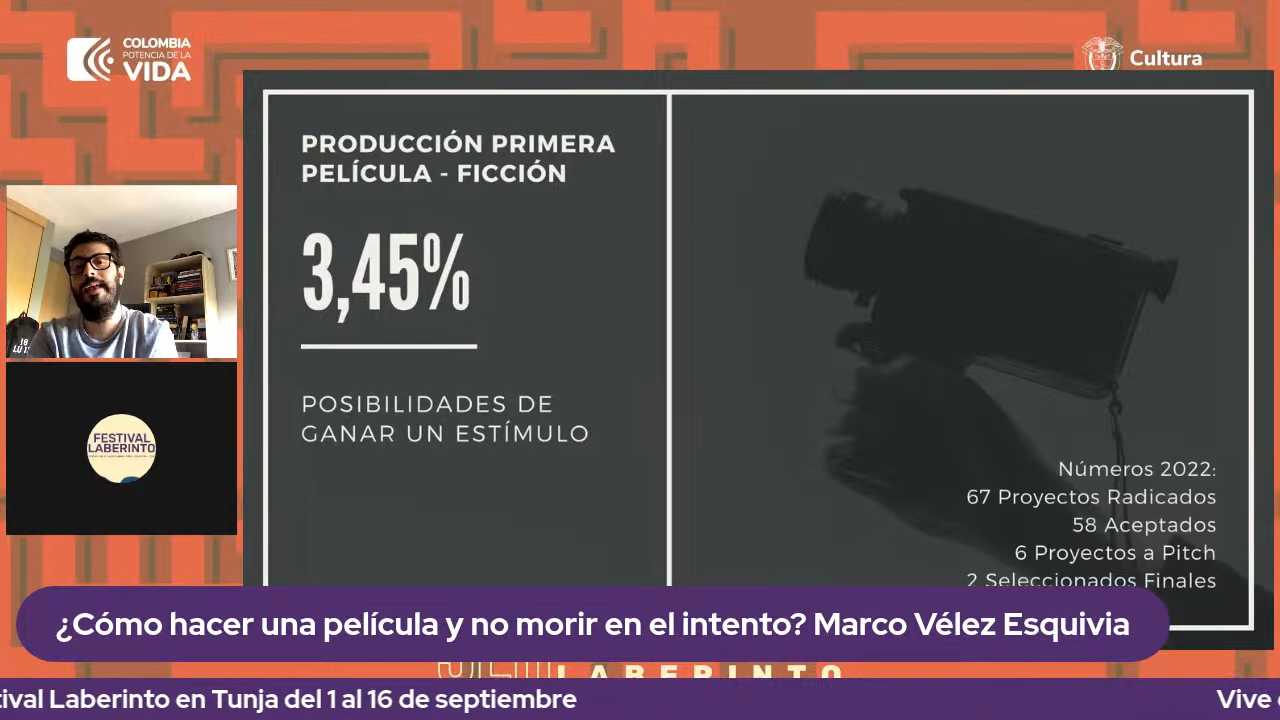 COLOMBIA
POTENCIA DE LA
VIDA
Cultura
PRODUCCIÓN PRIMERA
PELÍCULA - FICCIÓN
3,45%
POSIBILIDADES DE
GANAR UN ESTÍMULO
Números 2022:
67 Proyectos Radicados
58 Aceptados
6 Proyectos a Pitch
2 Seleccionados Finales
FESTIVAL
LABERINTO
¿Cómo hacer una película y no morir en el intento? Marco Vélez Esquivia
LABERINTO
tival Laberinto en Tunja del 1 al 16 de septiembre
Vive